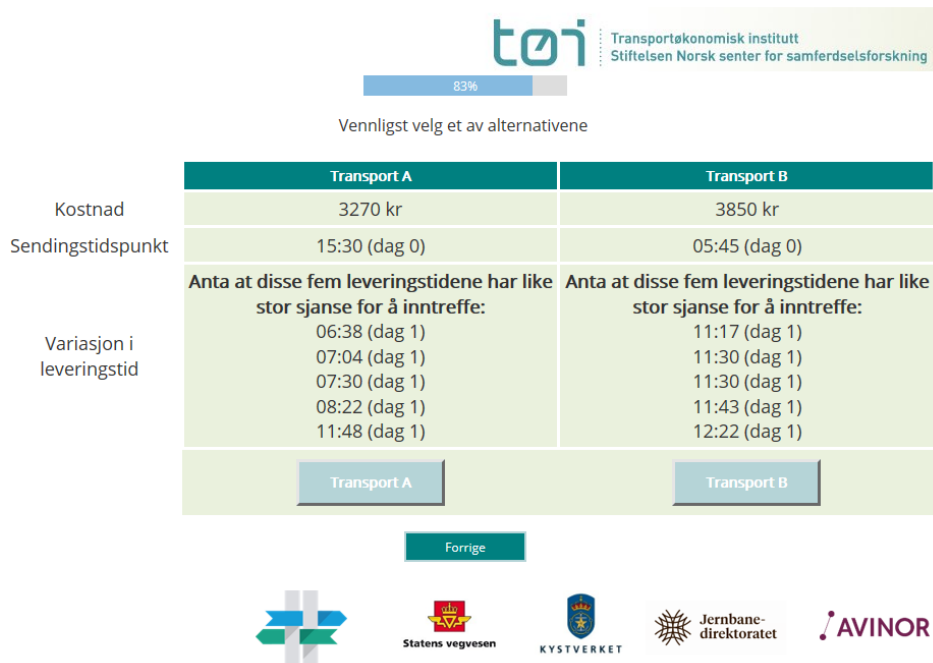 tøi
Transportøkonomisk institutt
Stiftelsen Norsk senter for samferdselsforskning
83%
Vennligst velg et av alternativene
Transport A Transport B
Kostnad 3270 kr 3850 kr
Sendingstidspunkt 15:30 (dag 0) 05:45 (dag 0)
Variasjon i
leveringstid
Anta at disse fem leveringstidene har like
stor sjanse for å inntreffe:
06:38 (dag 1)
07:04 (dag 1)
07:30 (dag 1)
08:22 (dag 1)
11:48 (dag 1)
Anta at disse fem leveringstidene har like
stor sjanse for å inntreffe:
11:17 (dag 1)
11:30 (dag 1)
11:30 (dag 1)
11:43 (dag 1)
12:22 (dag 1)
Transport A Transport B
Forrige
Statens vegvesen
KYSTVERKET
Jernbane-
direktoratet
AVINOR